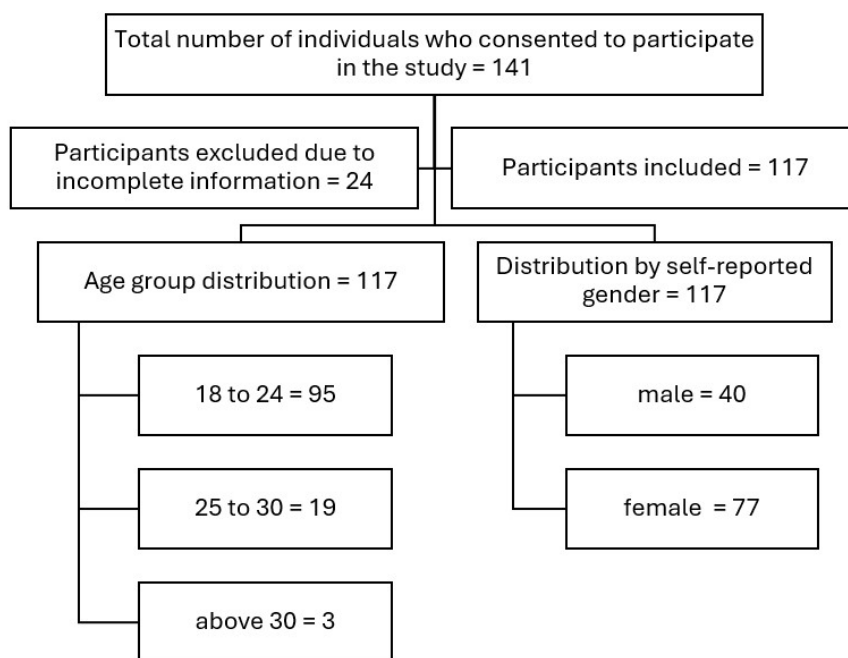 Total number of individuals who consented to participate
in the study = 141
Participants excluded due to
incomplete information = 24
Participants included = 117
Age group distribution = 117
Distribution by self-reported
gender = 117
18 to 24 = 95
male = 40
25 to 30 = 19
female  = 77
above 30 = 3